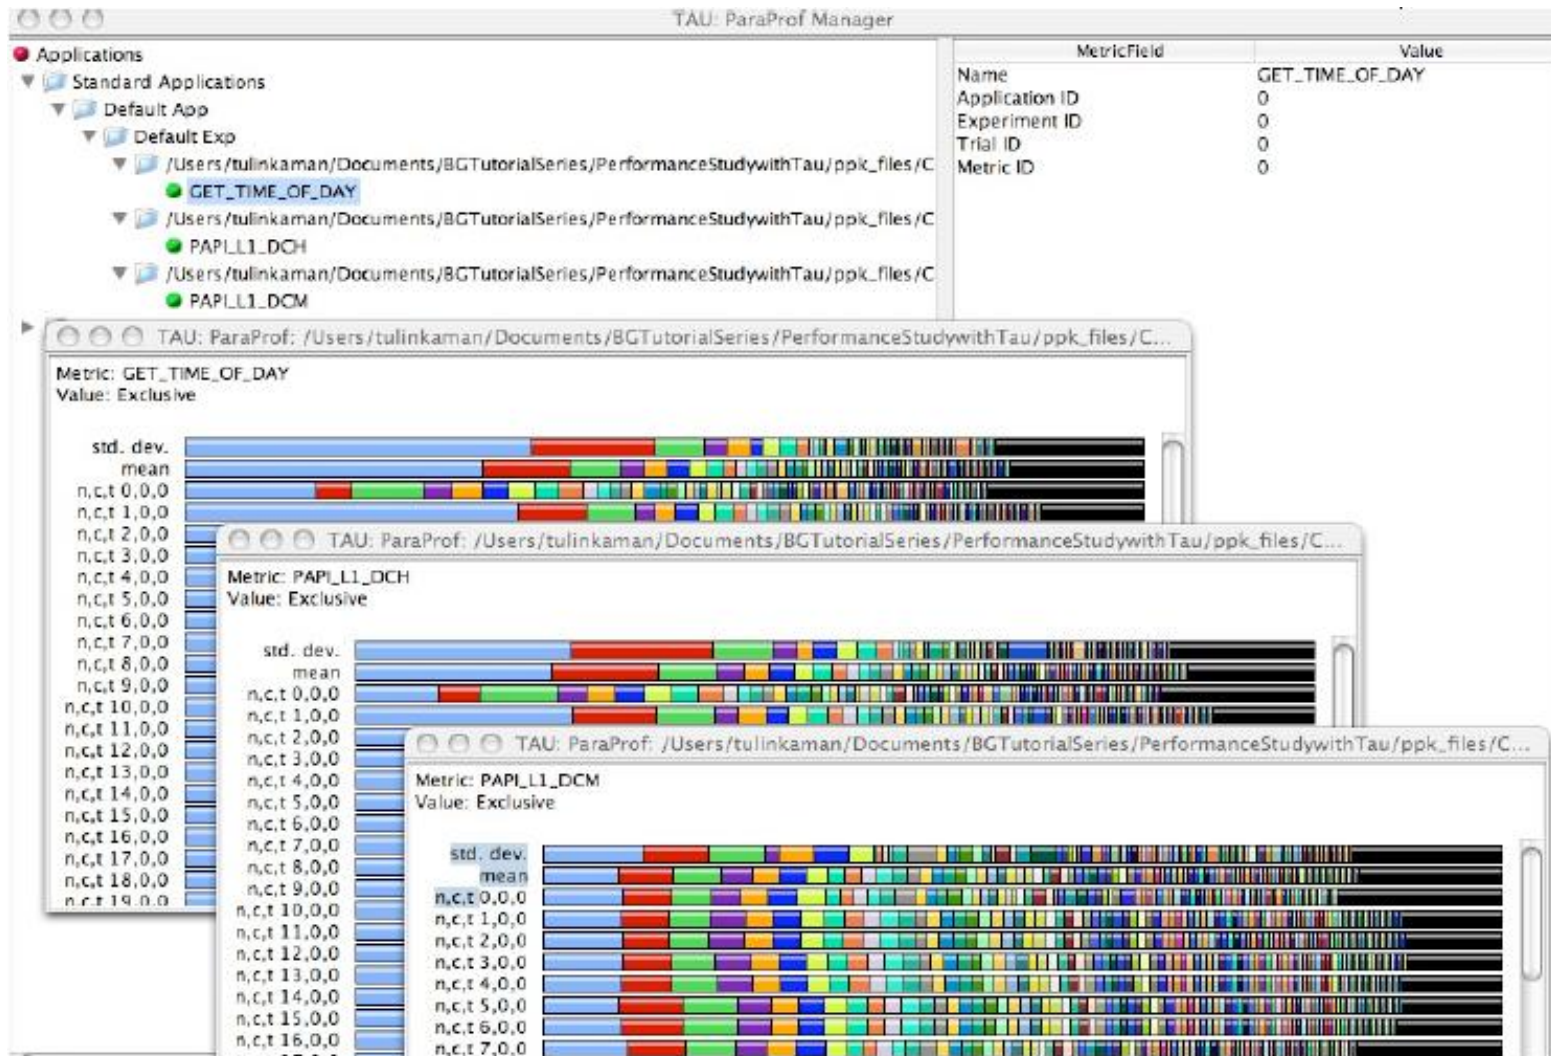 TAU: ParaProf Manager
Applications
Standard Applications
Default App
Default Exp
/Users/tulinkaman/Documents/BGTutorialSeries/PerformanceStudywithTau/ppk_files/C
GET_TIME_OF_DAY
/Users/tulinkaman/Documents/BGTutorialSeries/PerformanceStudywithTau/ppk_files/C
PAPI_L1_DCH
/Users/tulinkaman/Documents/BGTutorialSeries/PerformanceStudywithTau/ppk_files/C
PAPI_L1_DCM
MetricField Value
Name GET_TIME_OF_DAY
Application ID 0
Experiment ID 0
Trial ID 0
Metric ID 0
TAU: ParaProf: /Users/tulinkaman/Documents/BGTutorialSeries/PerformanceStudywithTau/ppk_files/C...
Metric: GET_TIME_OF_DAY
Value: Exclusive
std. dev.
mean
n,c,t 0,0,0
n,c,t 1,0,0
n,c,t 2,0,0
n,c,t 3,0,0
n,c,t 4,0,0
n,c,t 5,0,0
n,c,t 6,0,0
n,c,t 7,0,0
n,c,t 8,0,0
n,c,t 9,0,0
n,c,t 10,0,0
n,c,t 11,0,0
n,c,t 12,0,0
n,c,t 13,0,0
n,c,t 14,0,0
n,c,t 15,0,0
n,c,t 16,0,0
n,c,t 17,0,0
n,c,t 18,0,0
n,c,t 19,0,0
TAU: ParaProf: /Users/tulinkaman/Documents/BGTutorialSeries/PerformanceStudywithTau/ppk_files/C...
Metric: PAPI_L1_DCH
Value: Exclusive
std. dev.
mean
n,c,t 0,0,0
n,c,t 1,0,0
n,c,t 2,0,0
n,c,t 3,0,0
n,c,t 4,0,0
n,c,t 5,0,0
n,c,t 6,0,0
n,c,t 7,0,0
n,c,t 8,0,0
n,c,t 9,0,0
n,c,t 10,0,0
n,c,t 11,0,0
n,c,t 12,0,0
n,c,t 13,0,0
n,c,t 14,0,0
n,c,t 15,0,0
n,c,t 16,0,0
TAU: ParaProf: /Users/tulinkaman/Documents/BGTutorialSeries/PerformanceStudywithTau/ppk_files/C...
Metric: PAPI_L1_DCM
Value: Exclusive
std. dev.
mean
n,c,t 0,0,0
n,c,t 1,0,0
n,c,t 2,0,0
n,c,t 3,0,0
n,c,t 4,0,0
n,c,t 5,0,0
n,c,t 6,0,0
n,c,t 7,0,0